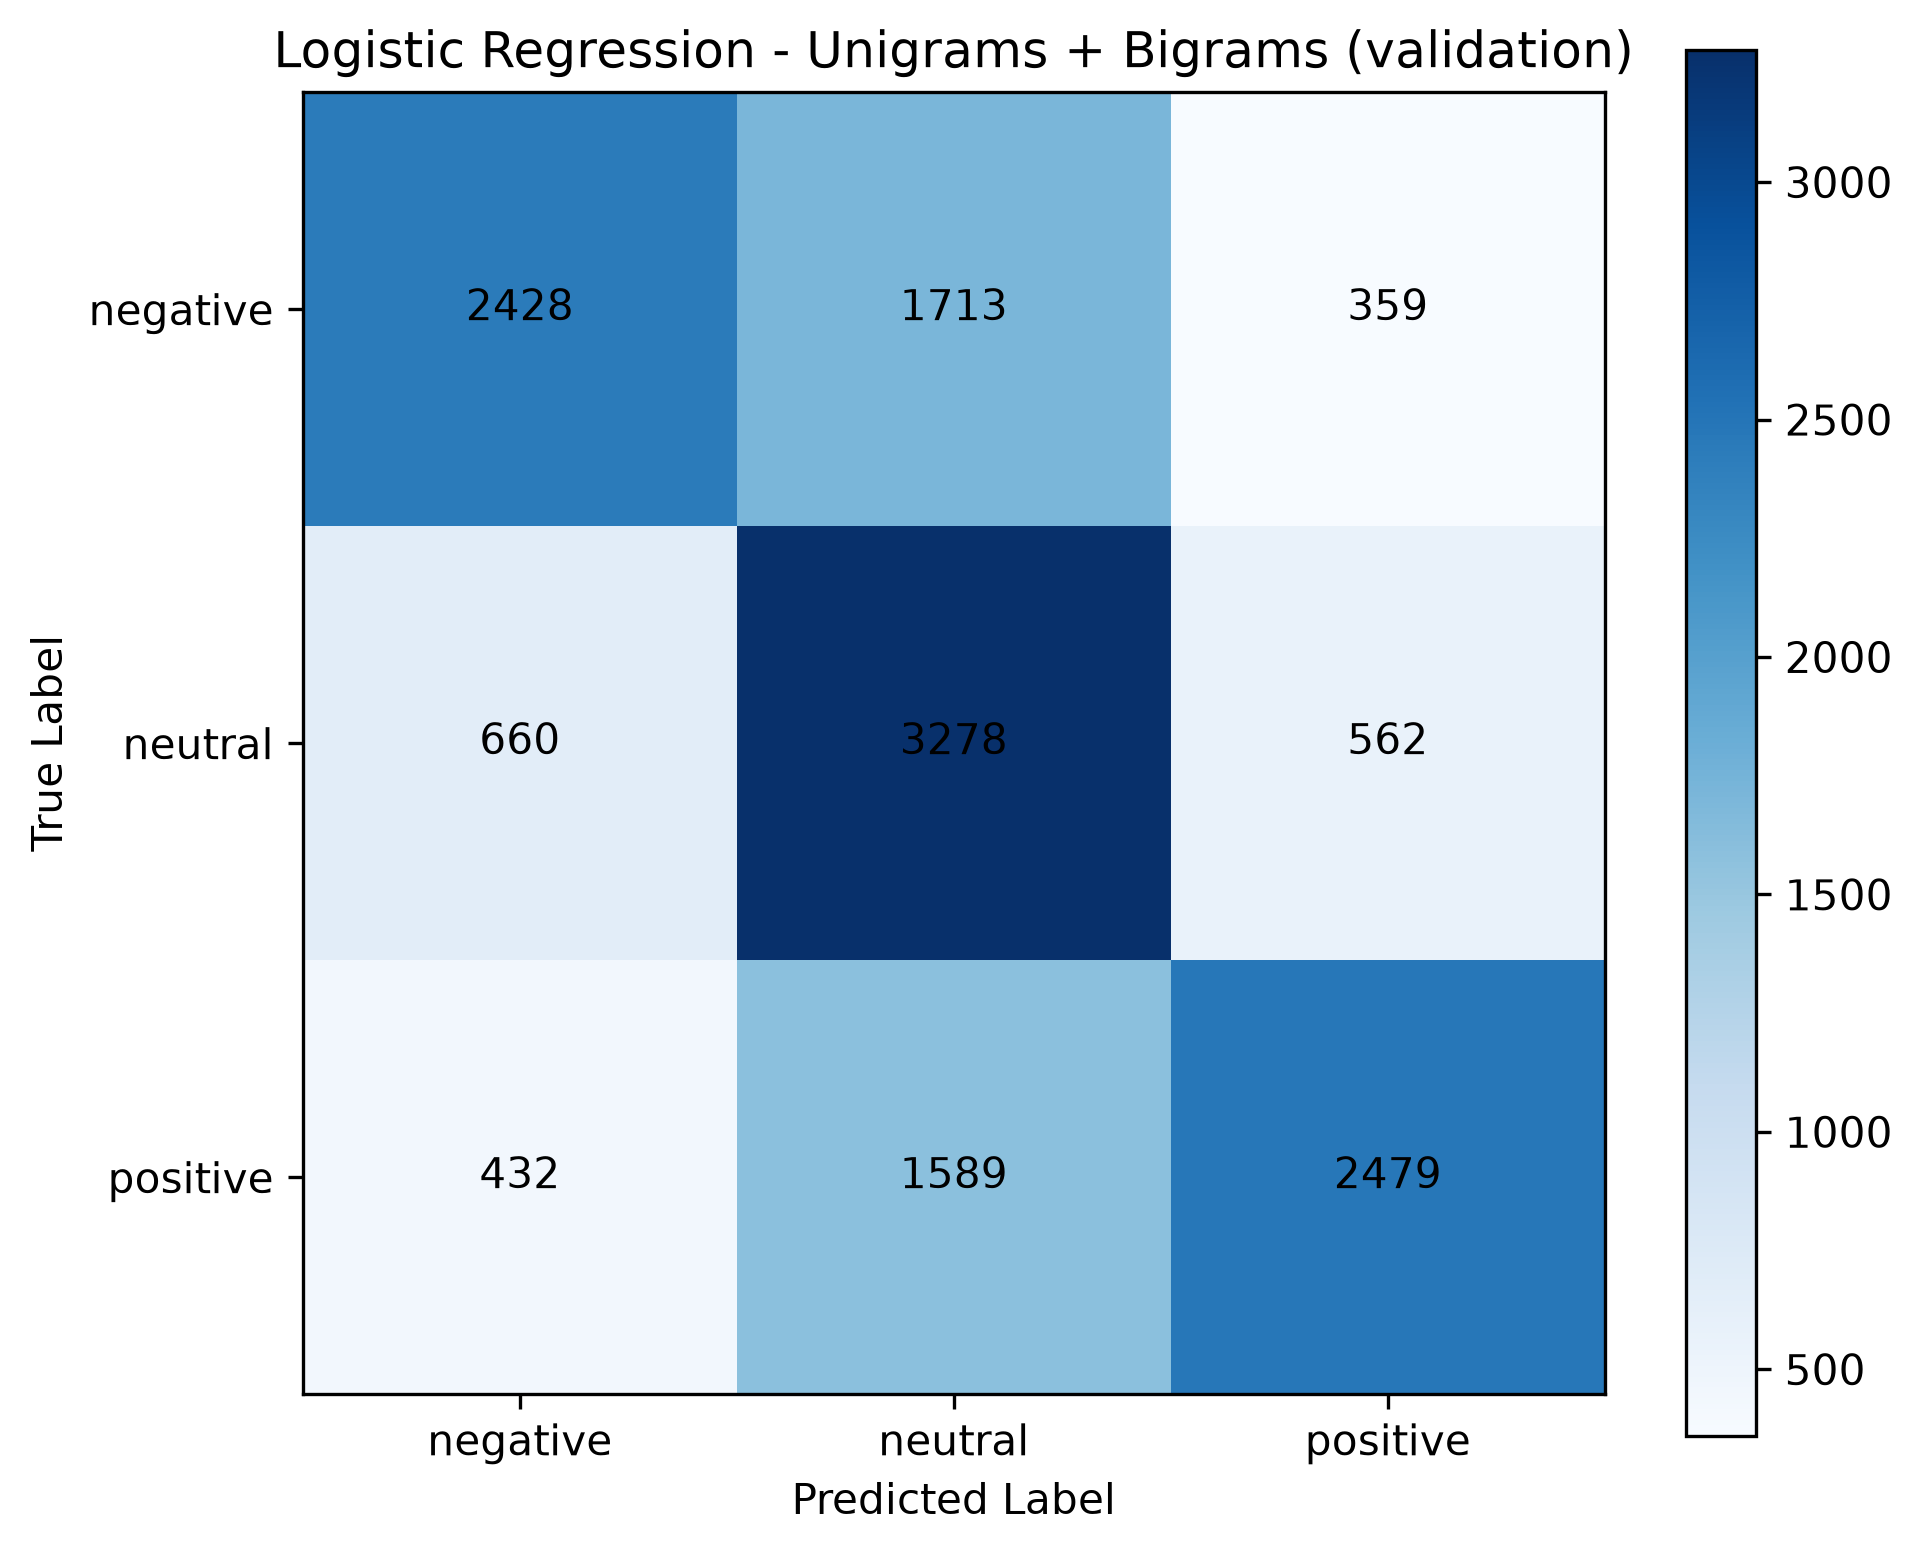 Logistic Regression - Unigrams + Bigrams (validation)
3000
2500
2000
1500
1000
500
True Label
negative
2428 1713 359
neutral
660 3278 562
positive
432 1589 2479
negative neutral positive
Predicted Label